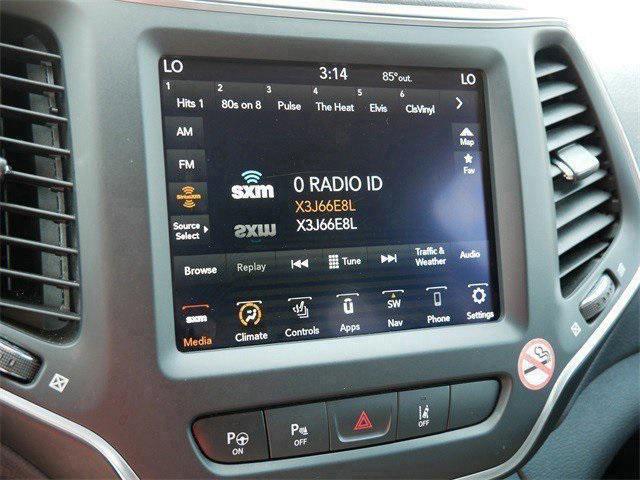 LO 3:14 85°out. LO
1 2 3 4 5 6
Hits 1 80s on 8 Pulse The Heat Elvis ClsVinyl
AM
Map
FM
Fav
SiriusXM
sxm
0 RADIO ID
X3J66E8L
Source
Select
sxm
X3J66E8L
Browse Replay Tune Traffic &
Weather Audio
sxm
Media Climate Controls Apps SW
Nav Phone Settings
P ON P OFF OFF